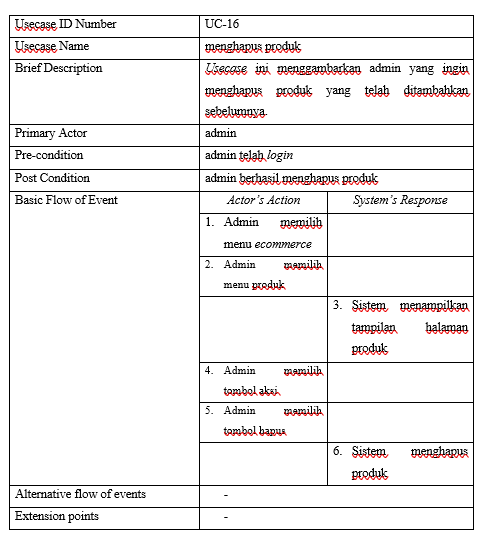 Usecase ID Number UC-16
Usecase Name menghapus produk
Brief Description Usecase ini menggambarkan admin yang ingin
menghapus produk yang telah ditambahkan
sebelumnya.
Primary Actor admin
Pre-condition admin telah login
Post Condition admin berhasil menghapus produk
Basic Flow of Event Actor's Action System's Response
1. Admin memilih
menu ecommerce
2. Admin memilih
menu produk
3. Sistem menampilkan
tampilan halaman
produk
4. Admin memilih
tombol aksi
5. Admin memilih
tombol hapus
6. Sistem menghapus
produk
Alternative flow of events -
Extension points -